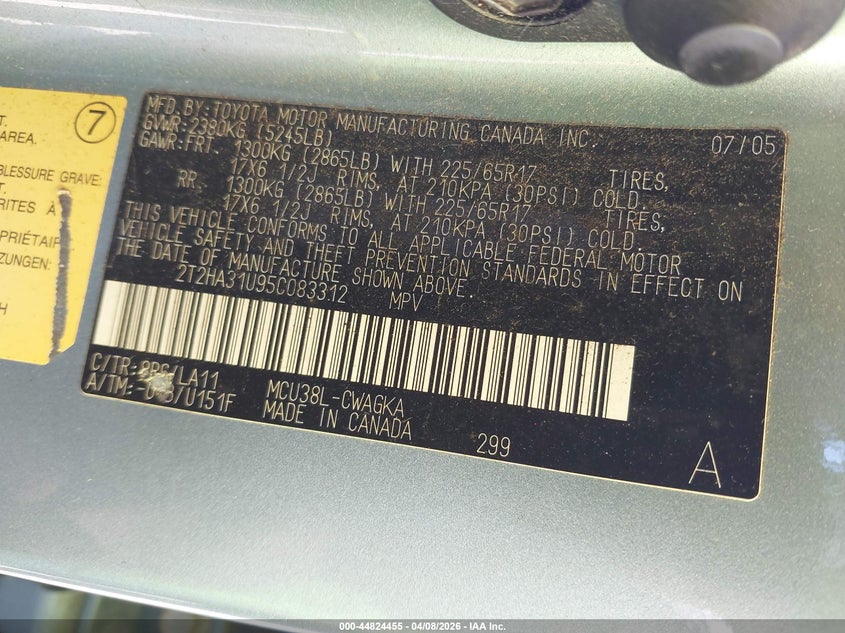 7
T.
AREA.
BLESSURE GRAVE
T.
RITES À
PRIÉTAIR
ZUNGEN:
H
MFD.BY-TOYOTA MOTOR MANUFACTURING CANADA INC. 07/05
GVWR:2380KG (5245LB)
GAWR:FRT. 1300KG (2865LB) WITH 225/65R17 TIRES,
17X6 1/2J RIMS, AT 210KPA (30PSI) COLD.
RR. 1300KG (2865LB) WITH 225/65R17 TIRES,
17X6 1/2J RIMS, AT 210KPA (30PSI) COLD.
THIS VEHICLE CONFORMS TO ALL APPLICABLE FEDERAL MOTOR
VEHICLE SAFETY, AND THEFT PREVENTION STANDARDS IN EFFECT ON
THE DATE OF MANUFACTURE SHOWN ABOVE.
2T2HA31U95C083312 MPV
C/TR: LA11
A/TM: U151F
MCU38L-CWAGKA
MADE IN CANADA
299
A
000-44824455 - 04/08/2026 - IAA Inc.